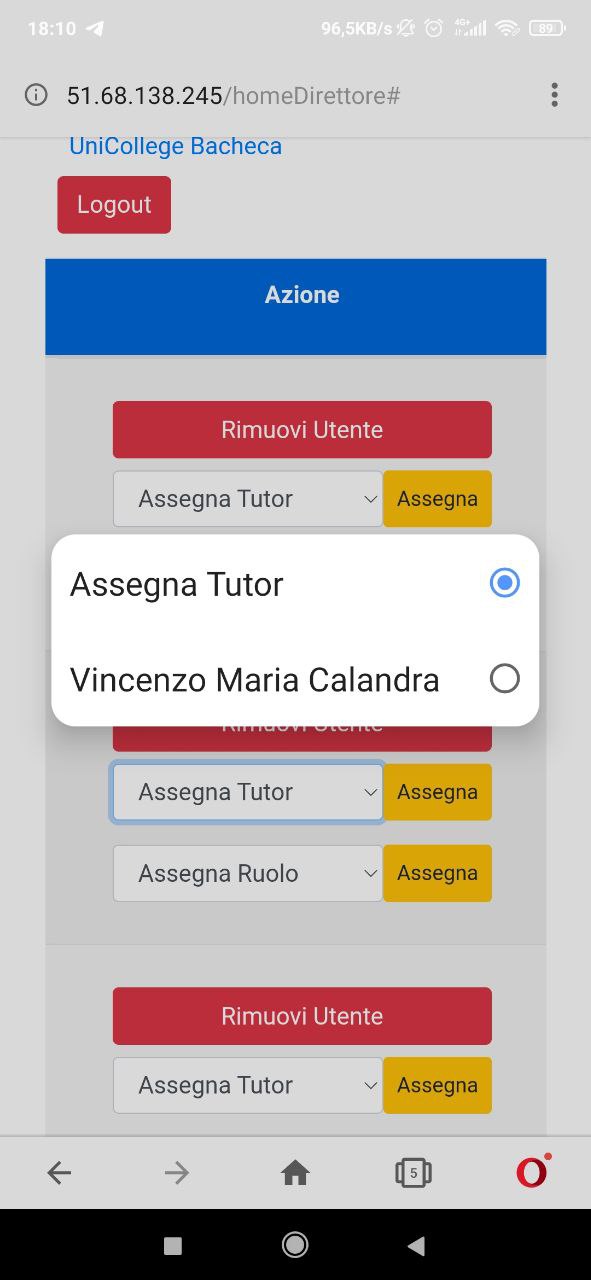 18:10 96,5KB/s 4G+ 89
51.68.138.245/homeDirettore#
UniCollege Bacheca
Logout
Azione
Rimuovi Utente
Assegna Tutor Assegna
Assegna Tutor
Vincenzo Maria Calandra
Rimuovi Utente
Assegna Tutor Assegna
Assegna Ruolo Assegna
Rimuovi Utente
Assegna Tutor Assegna
5